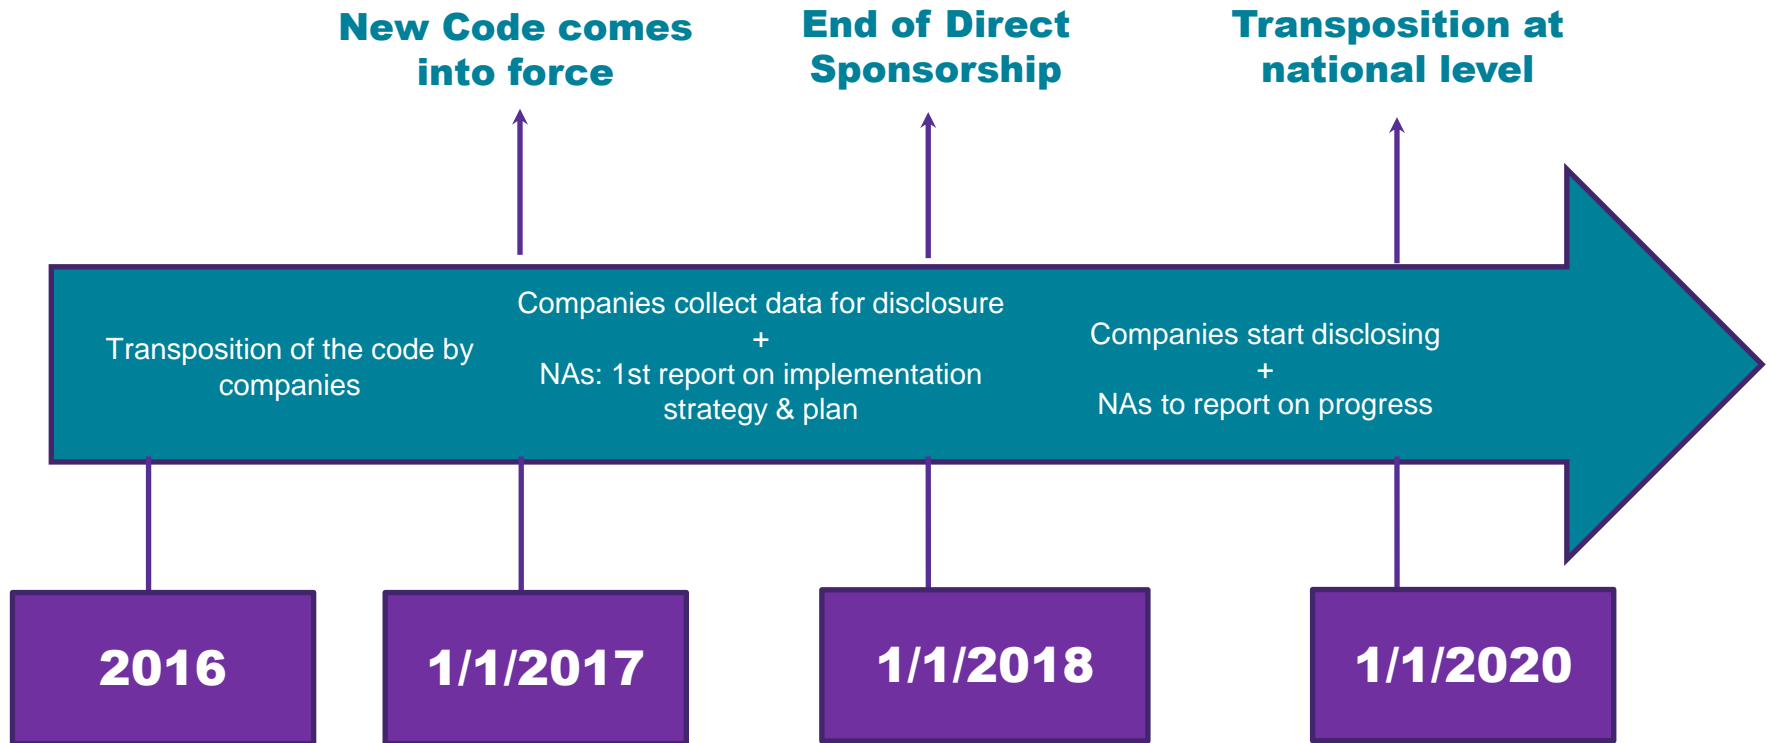 New Code comes
into force
End of Direct
Sponsorship
Transposition at
national level
Transposition of the code by
companies
Companies collect data for disclosure
+
NAs: 1st report on implementation
strategy & plan
Companies start disclosing
+
NAs to report on progress
2016
1/1/2017
1/1/2018
1/1/2020